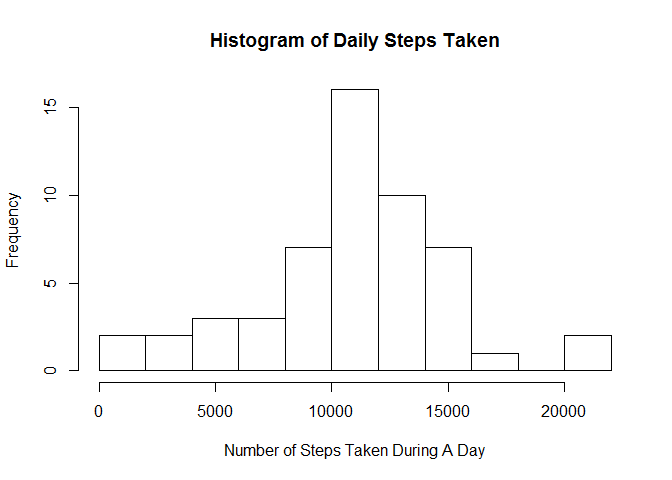 Histogram of Daily Steps Taken
15
10
5
0
Frequency
0 5000 10000 15000 20000
Number of Steps Taken During A Day